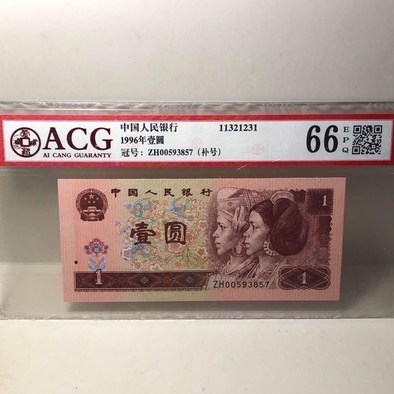 ACG
AI CANG GUARANTY
中国人民银行 11321231
1996年壹圆
冠号: ZH00593857 (补号)
66 EPQ
中国人民银行
1
壹圆
1
ZH00593857
1